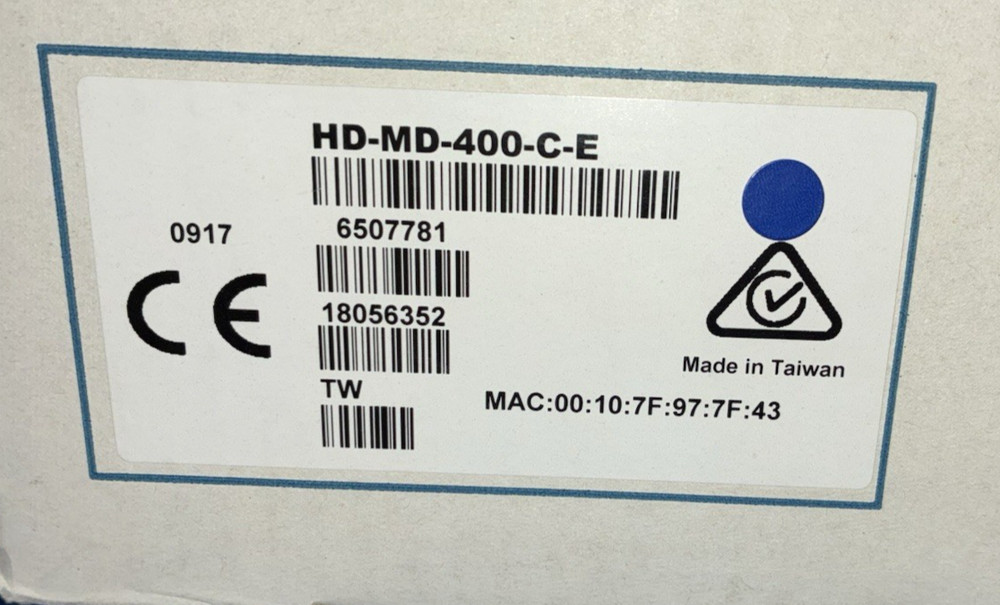 HD-MD-400-C-E
0917
6507781
CE
18056352
Made in Taiwan
TW
MAC:00:10:7F:97:7F:43